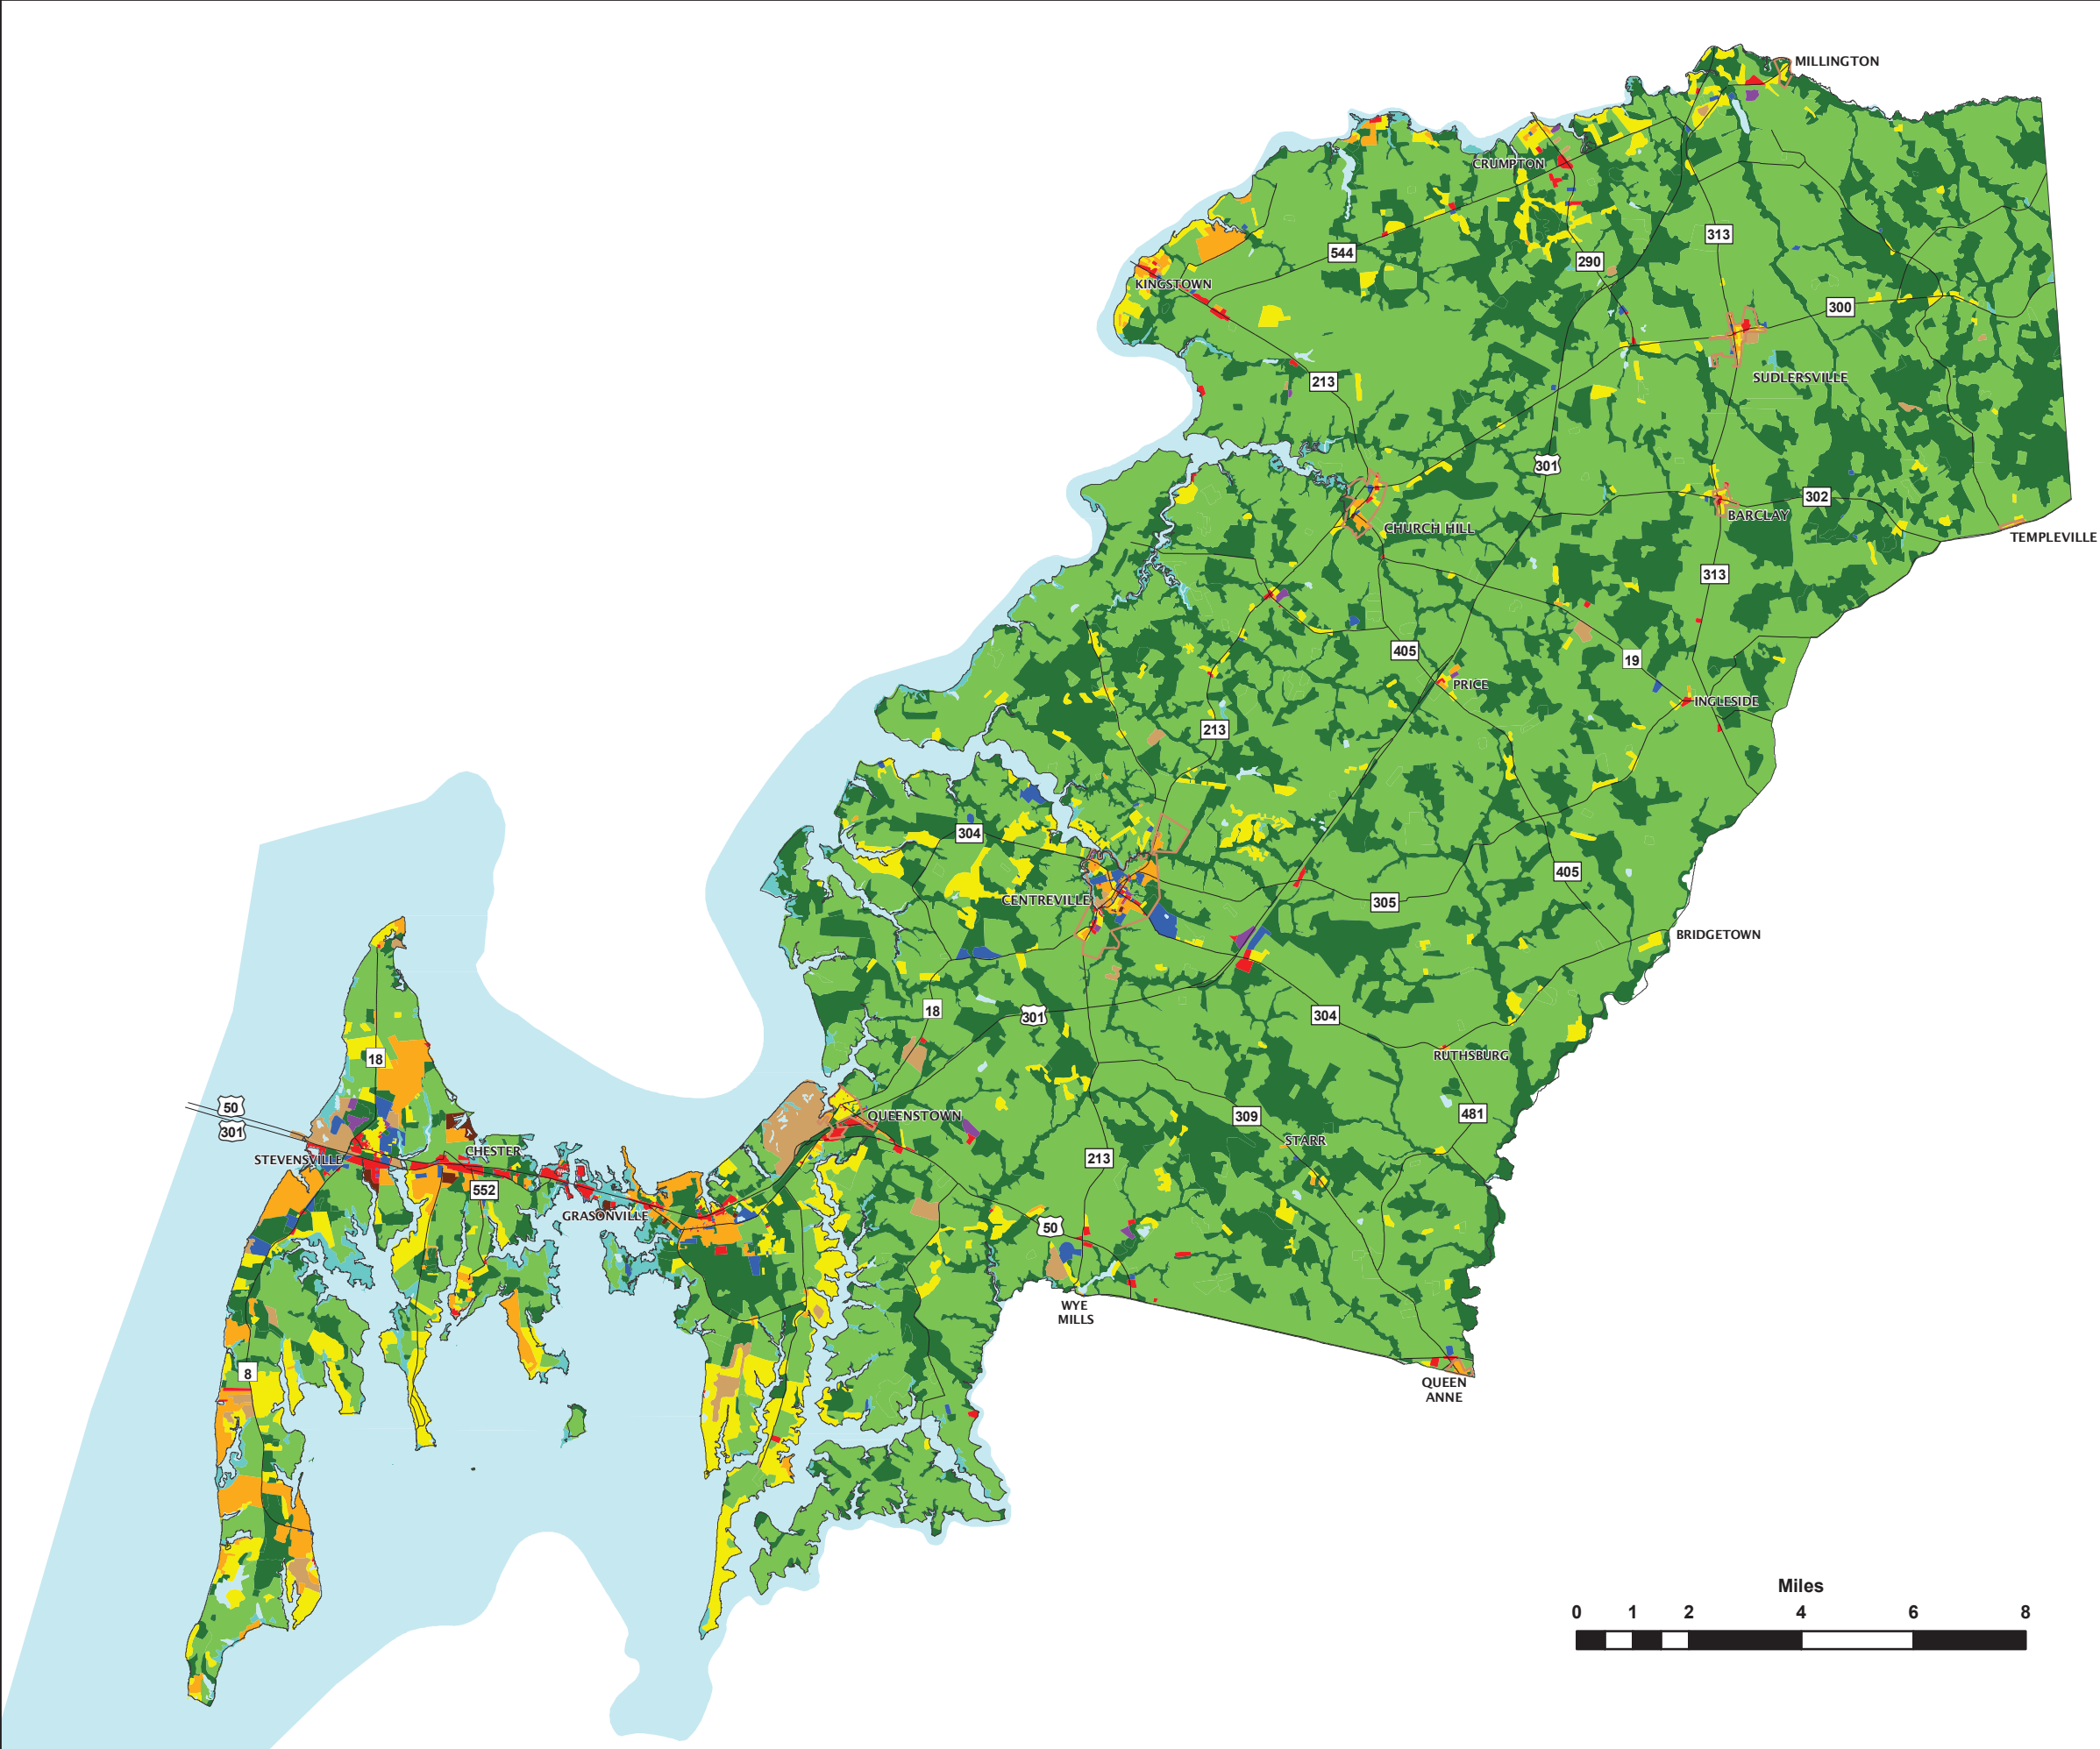 MILLINGTON
CRUMPTON
313
544
290
KINGSTOWN
300
213
SUDLERSVILLE
301
302
BARCLAY
CHURCH HILL
TEMPLEVILLE
313
405
19
PRICE
INGLESIDE
213
304
405
CENTREVILLE
305
BRIDGETOWN
18
301
304
18
RUTHSBURG
50
QUEENSTOWN
309
481
301
STARR
STEVENSVILLE
CHESTER
213
552
GRASONVILLE
50
WYE
MILLS
8
QUEEN
ANNE
Miles
0 1 2 4 6 8